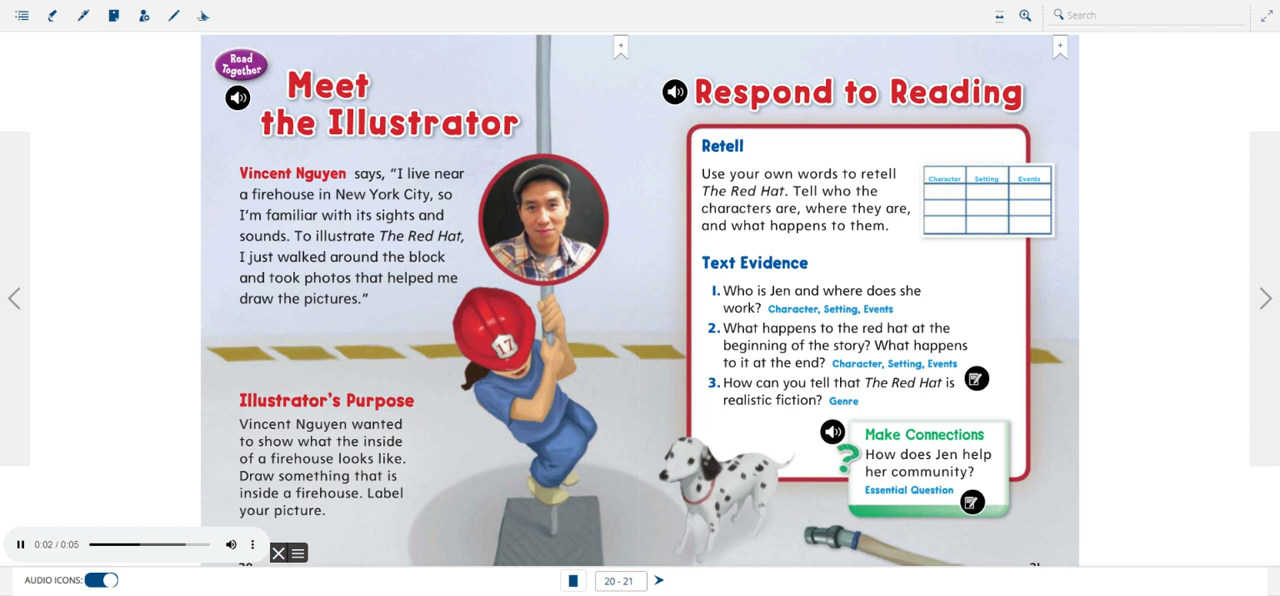 Search
Read
Together
Meet
the Illustrator
Vincent Nguyen says, “I live near
a firehouse in New York City, so
I’m familiar with its sights and
sounds. To illustrate The Red Hat,
I just walked around the block
and took photos that helped me
draw the pictures.”
17
Illustrator’s Purpose
Vincent Nguyen wanted
to show what the inside
of a firehouse looks like.
Draw something that is
inside a firehouse. Label
your picture.
Respond to Reading
Retell
Use your own words to retell
The Red Hat. Tell who the
characters are, where they are,
and what happens to them.
Character Setting Events
Text Evidence
1. Who is Jen and where does she
work? Character, Setting, Events
2. What happens to the red hat at the
beginning of the story? What happens
to it at the end? Character, Setting, Events
3. How can you tell that The Red Hat is
realistic fiction? Genre
Make Connections
? How does Jen help
her community?
Essential Question
0:02 / 0:05
AUDIO ICONS:
20 - 21